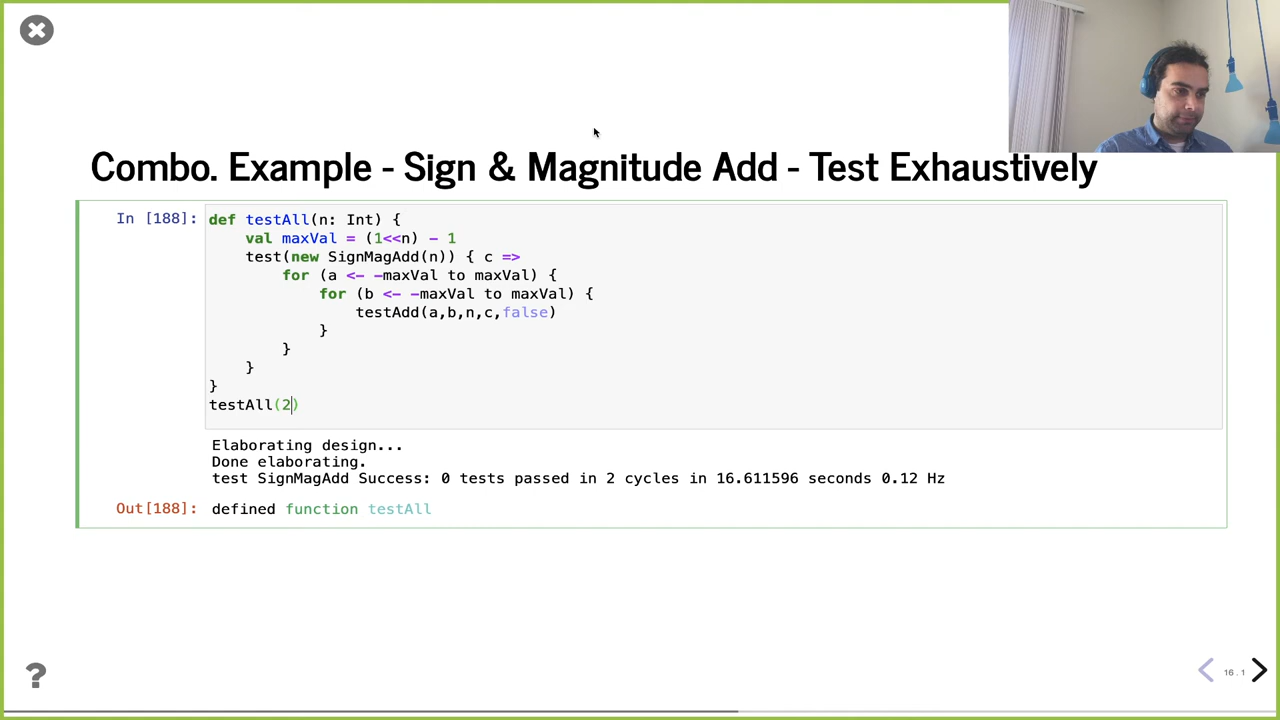 Combo. Example - Sign & Magnitude Add - Test Exhaustively
In [188]:
def testAll(n: Int) {
    val maxVal = (1<<n) - 1
    test(new SignMagAdd(n)) { c =>
        for (a <- -maxVal to maxVal) {
            for (b <- -maxVal to maxVal) {
                testAdd(a,b,n,c,false)
            }
        }
    }
}
testAll(2)
Elaborating design...
Done elaborating.
test SignMagAdd Success: 0 tests passed in 2 cycles in 16.611596 seconds 0.12 Hz
Out[188]: defined function testAll
?
16.1